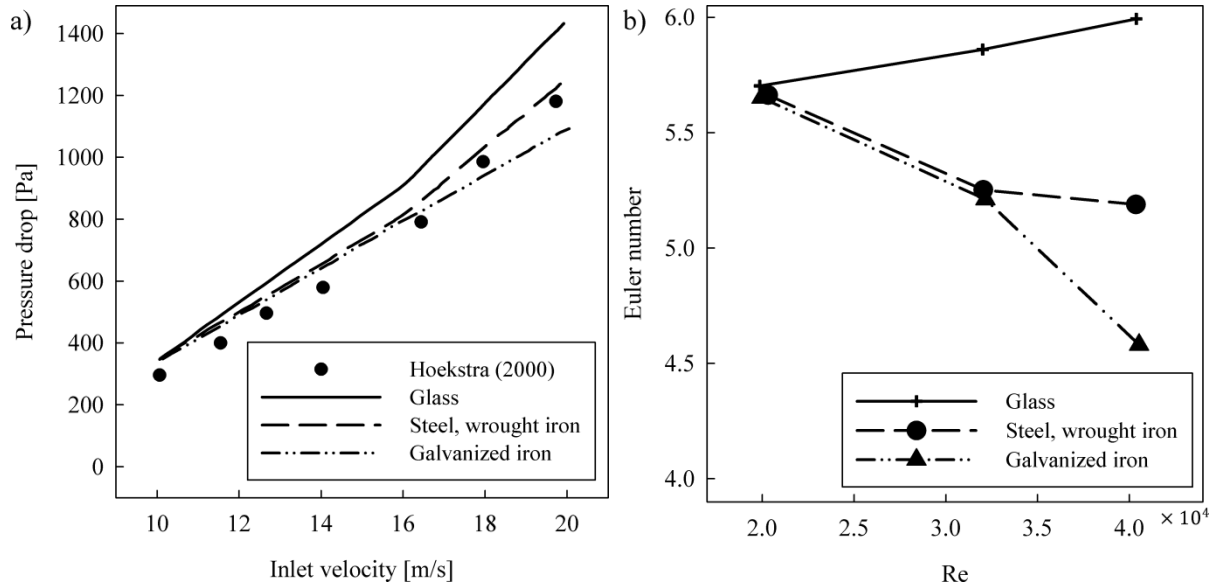 a)
Pressure drop [Pa]
1400
1200
1000
800
600
400
200
0
Hoekstra (2000)
Glass
Steel, wrought iron
Galvanized iron
10 12 14 16 18 20
Inlet velocity [m/s]
b)
Euler number
6.0
5.5
5.0
4.5
4.0
Glass
Steel, wrought iron
Galvanized iron
2.0 2.5 3.0 3.5 4.0 × 10⁴
Re